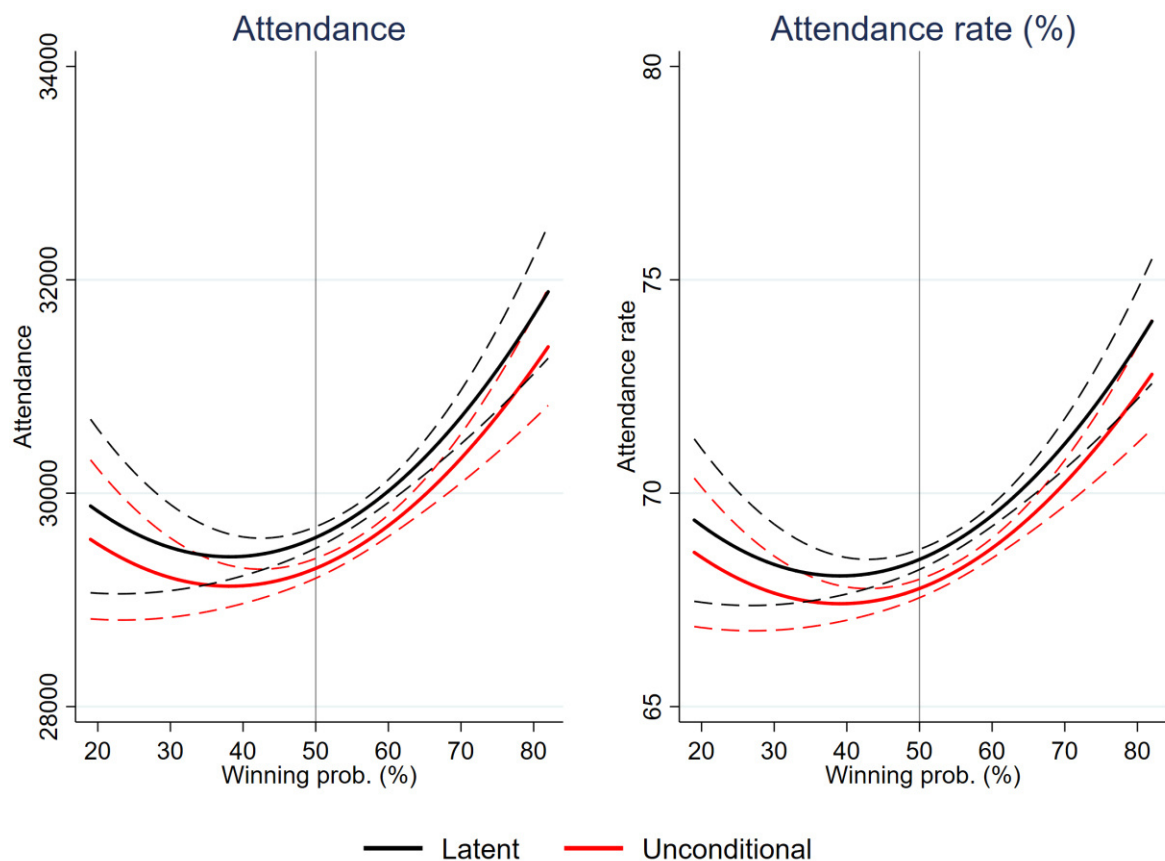 Attendance
34000
32000
30000
28000
Attendance
20 30 40 50 60 70 80
Winning prob. (%)
Attendance rate (%)
80
75
70
65
Attendance rate
20 30 40 50 60 70 80
Winning prob. (%)
Latent Unconditional